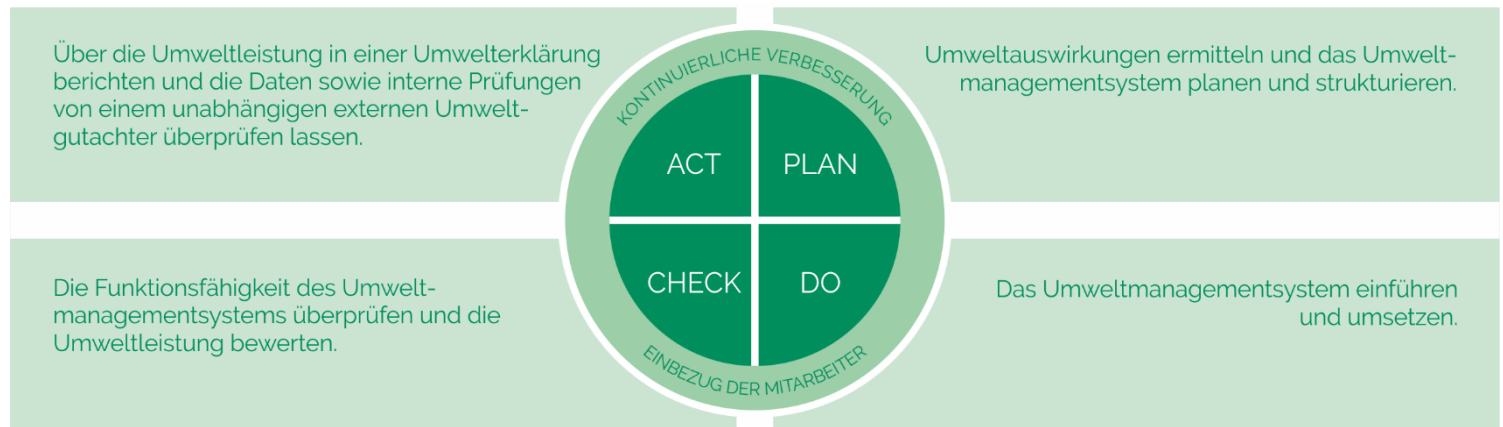 Über die Umweltleistung in einer Umwelterklärung
berichten und die Daten sowie interne Prüfungen
von einem unabhängigen externen Umwelt-
gutachter überprüfen lassen.
KONTINUIERLICHE VERBESSERUNG
Umweltauswirkungen ermitteln und das Umwelt-
managementsystem planen und strukturieren.
ACT
PLAN
CHECK
DO
Die Funktionsfähigkeit des Umwelt-
managementsystems überprüfen und die
Umweltleistung bewerten.
EINBEZUG DER MITARBEITER
Das Umweltmanagementsystem einführen
und umsetzen.